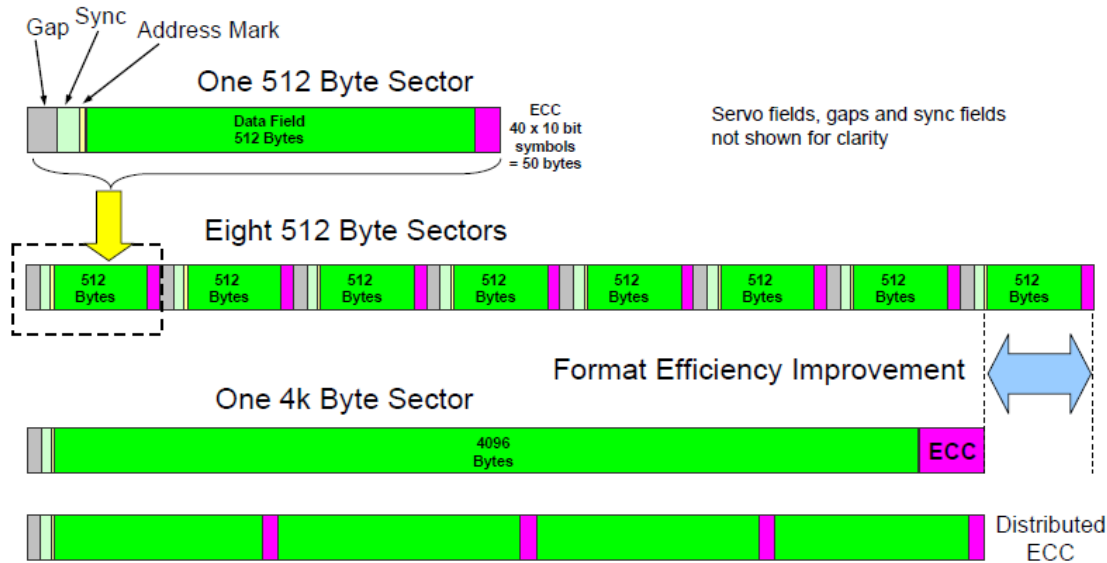 Gap
Sync
Address Mark
One 512 Byte Sector
Data Field
512 Bytes
ECC
40 x 10 bit
symbols
= 50 bytes
Servo fields, gaps and sync fields
not shown for clarity
Eight 512 Byte Sectors
512
Bytes
512
Bytes
512
Bytes
512
Bytes
512
Bytes
512
Bytes
512
Bytes
512
Bytes
Format Efficiency Improvement
One 4k Byte Sector
4096
Bytes
ECC
Distributed
ECC